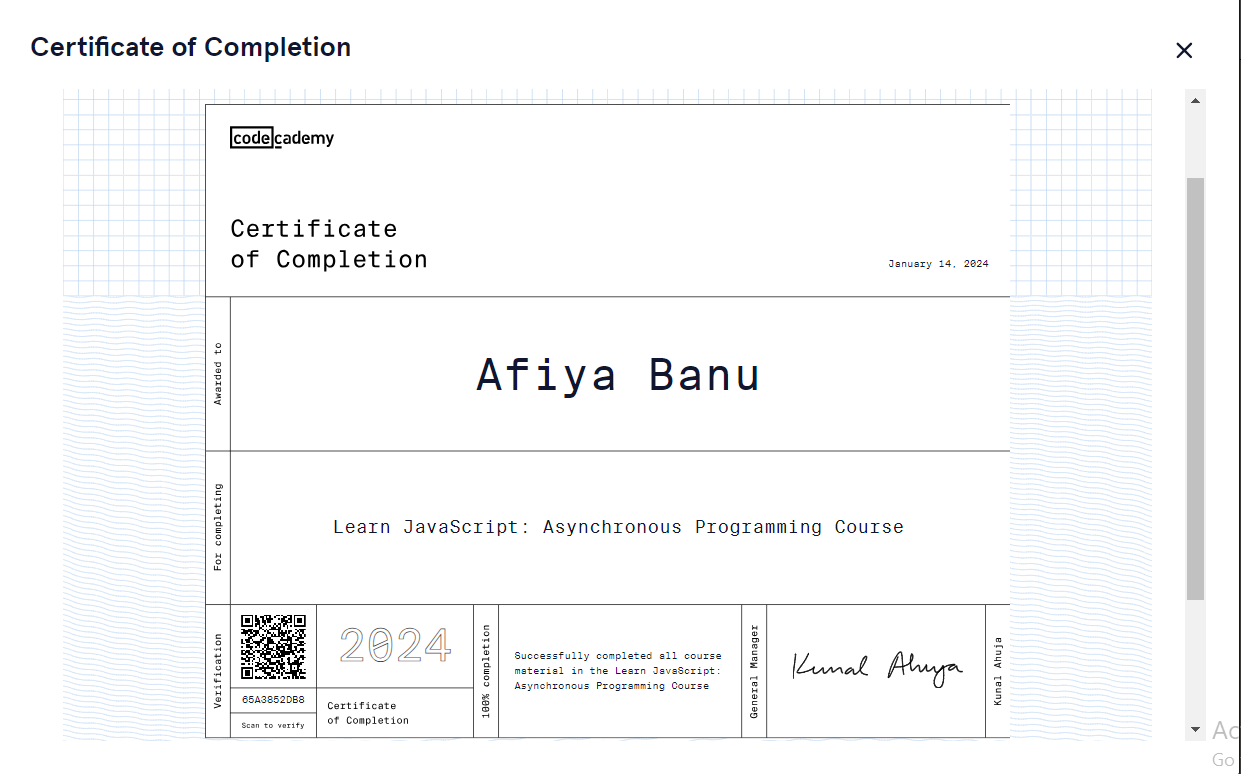 Certificate of Completion
codecademy
Certificate
of Completion
January 14, 2024
Awarded to
Afiya Banu
For completing
Learn JavaScript: Asynchronous Programming Course
Verification
65A3852DB8
Scan to verify
2024
Certificate
of Completion
100% completion
Successfully completed all course
material in the Learn JavaScript:
Asynchronous Programming Course
General Manager
Kunal Ahuja
Kunal Ahuja
Ac
Go